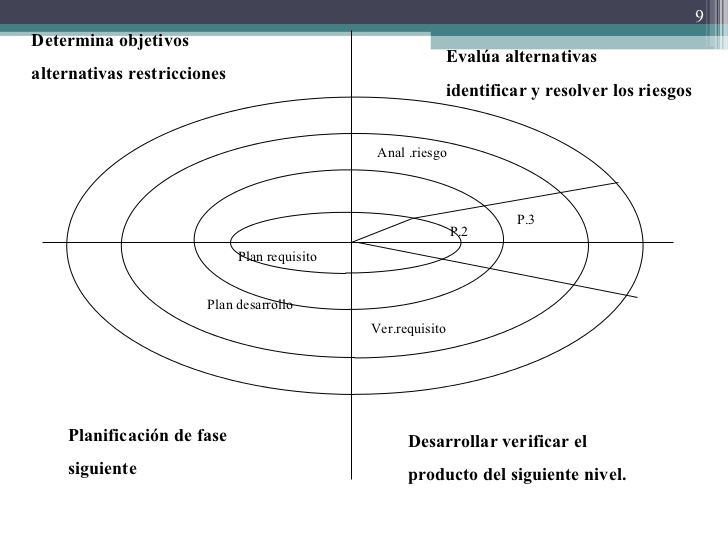 9
Determina objetivos
alternativas restricciones
Evalúa alternativas
identificar y resolver los riesgos
Anal .riesgo
P.3
P.2
Plan requisito
Plan desarrollo
Ver.requisito
Planificación de fase
siguiente
Desarrollar verificar el
producto del siguiente nivel.